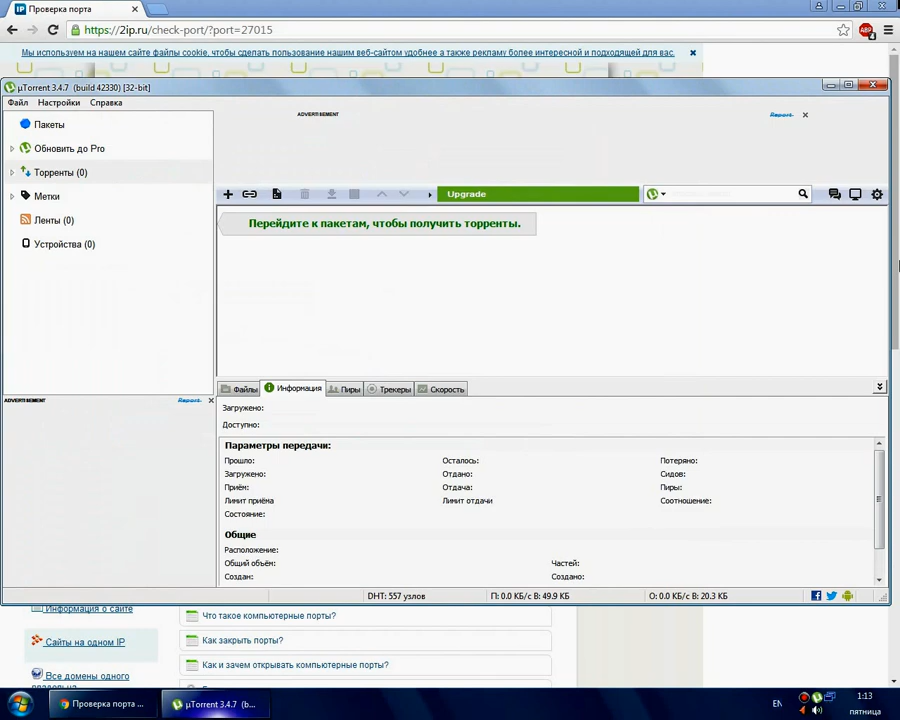 Проверка порта
https://2ip.ru/check-port/?port=27015
Мы используем на нашем сайте файлы cookie, чтобы сделать пользование нашим веб-сайтом удобнее а также рекламу более интересной и подходящей для вас.
µTorrent 3.4.7 (build 42330) [32-bit]
Файл Настройки Справка
ADVERTISEMENT
Report
Пакеты
Обновить до Pro
Торренты (0)
Метки
Ленты (0)
Устройства (0)
Upgrade
Перейдите к пакетам, чтобы получить торренты.
Файлы Информация Пиры Трекеры Скорость
ADVERTISEMENT
Report
Загружено:
Доступно:
Параметры передачи:
Прошло: Осталось: Потеряно:
Загружено: Отдано: Сидов:
Приём: Отдача: Пиры:
Лимит приёма Лимит отдачи Соотношение:
Состояние:
Общие
Расположение:
Общий объём: Частей:
Создан: Создано:
DHT: 557 узлов П: 0.0 КБ/с В: 49.9 КБ О: 0.0 КБ/с В: 20.3 КБ
Информация о сайте
Сайты на одном IP
Все домены одного
Что такое компьютерные порты?
Как закрыть порты?
Как и зачем открывать компьютерные порты?
Проверка порта ...
µTorrent 3.4.7 (b...
EN
1:13
пятница